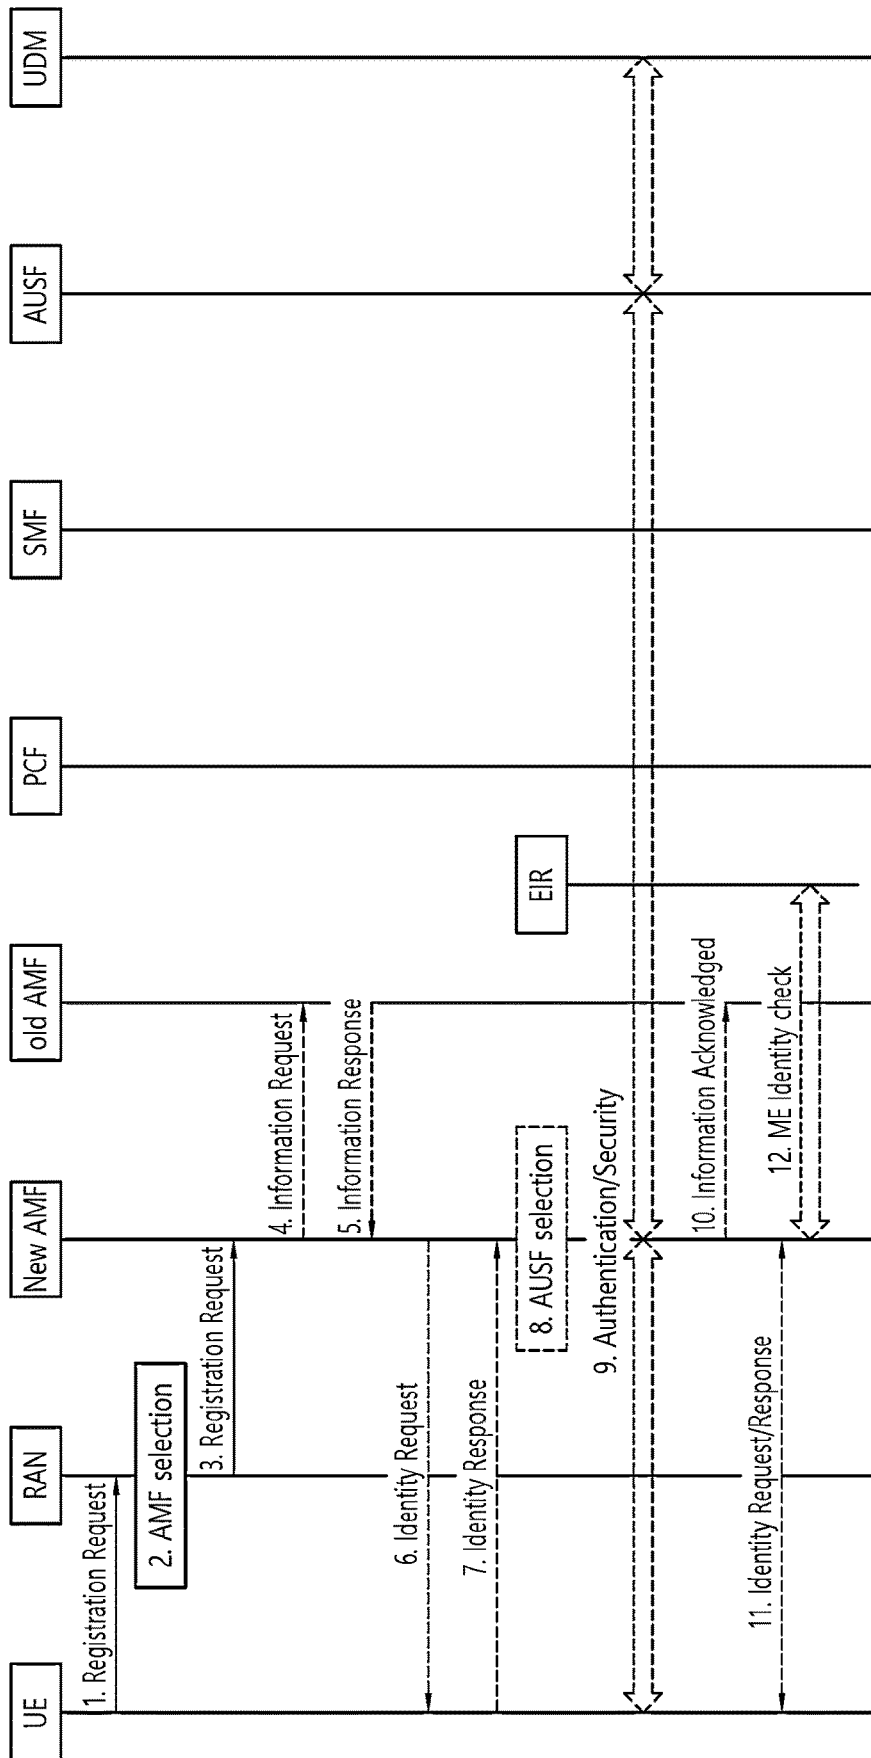 UE
RAN
New AMF
old AMF
PCF
SMF
AUSF
UDM
1. Registration Request
2. AMF selection
3. Registration Request
4. Information Request
5. Information Response
6. Identity Request
7. Identity Response
8. AUSF selection
EIR
9. Authentication/Security
10. Information Acknowledged
11. Identity Request/Response
12. ME Identity check